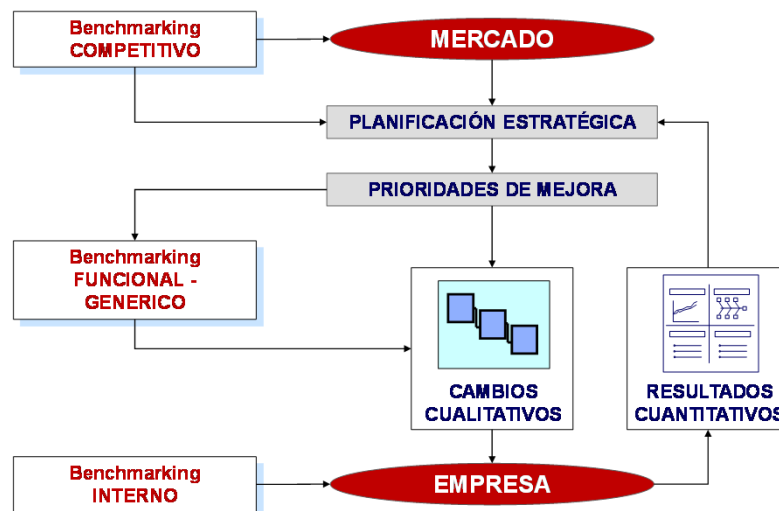 Benchmarking
COMPETITIVO
MERCADO
PLANIFICACIÓN ESTRATÉGICA
PRIORIDADES DE MEJORA
Benchmarking
FUNCIONAL -
GENERICO
CAMBIOS
CUALITATIVOS
RESULTADOS
CUANTITATIVOS
Benchmarking
INTERNO
EMPRESA